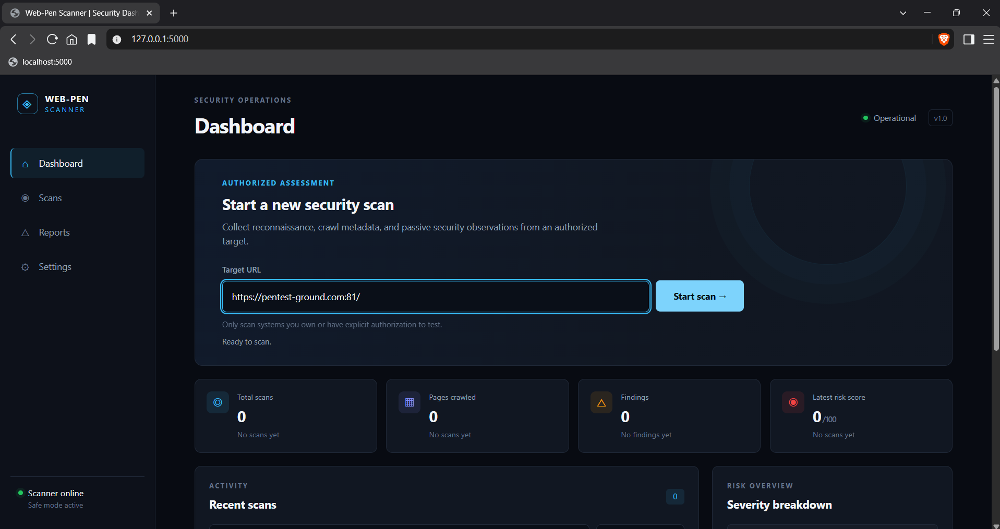 Web-Pen Scanner | Security Dash
127.0.0.1:5000
localhost:5000
WEB-PEN
SCANNER
Dashboard
Scans
Reports
Settings
Scanner online
Safe mode active
SECURITY OPERATIONS
Dashboard
Operational
v1.0
AUTHORIZED ASSESSMENT
Start a new security scan
Collect reconnaissance, crawl metadata, and passive security observations from an authorized
target.
Target URL
https://pentest-ground.com:81/
Start scan →
Only scan systems you own or have explicit authorization to test.
Ready to scan.
Total scans
0
No scans yet
Pages crawled
0
No scans yet
Findings
0
No findings yet
Latest risk score
0/100
No scans yet
ACTIVITY
Recent scans
0
RISK OVERVIEW
Severity breakdown